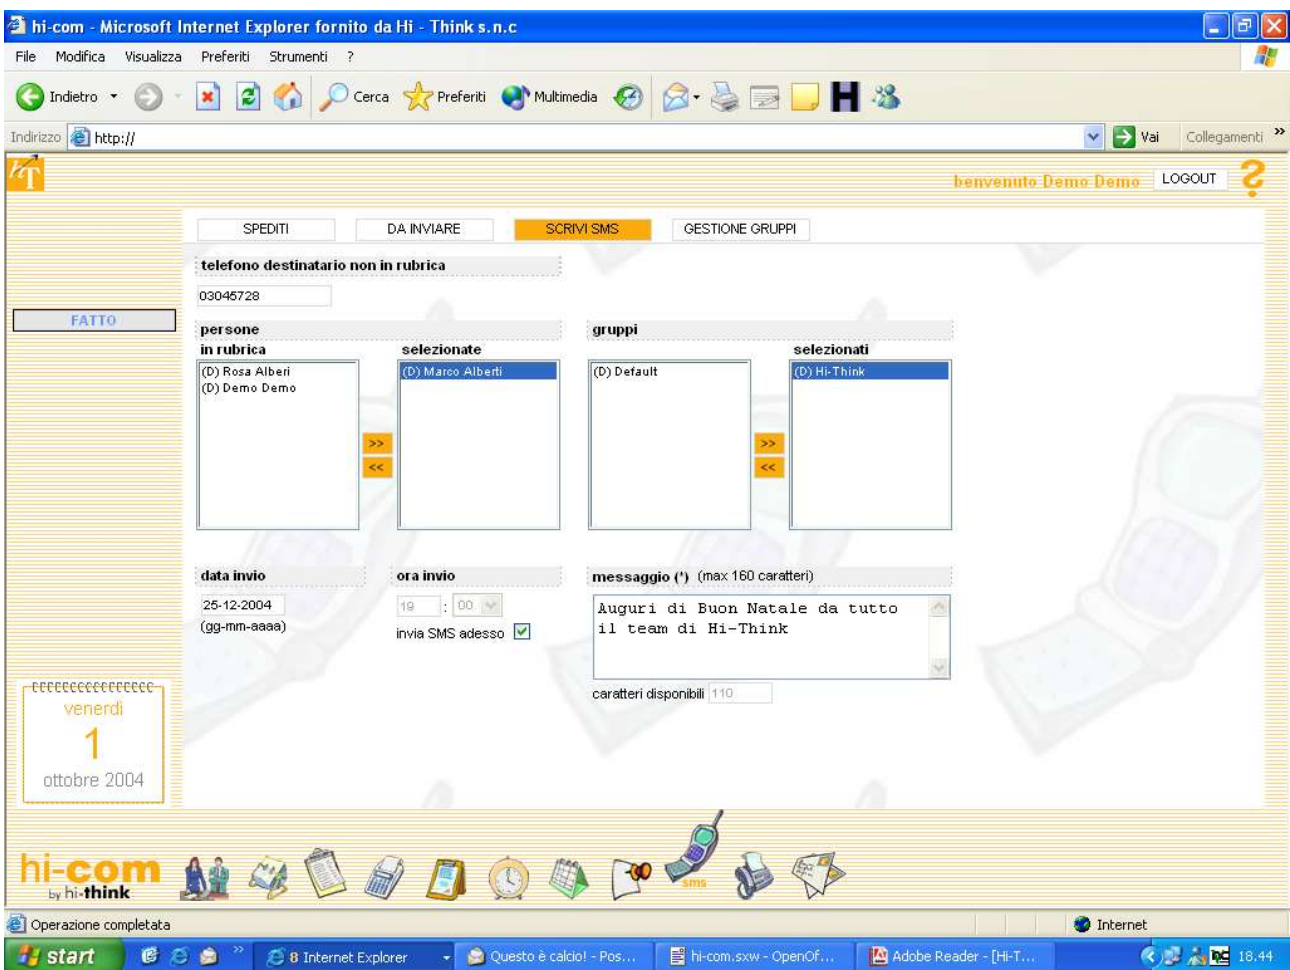 hi-com - Microsoft Internet Explorer fornito da Hi - Think s.n.c
File Modifica Visualizza Preferiti Strumenti ?
Indietro Cerca Preferiti Multimedia H
Indirizzo http:// Vai Collegamenti »
hT benvenuto Demo Demo LOGOUT ?
SPEDITI DA INVIARE SCRIVI SMS GESTIONE GRUPPI
telefono destinatario non in rubrica
03045728
FATTO
persone gruppi
in rubrica selezionate selezionati
(D) Rosa Alberi (D) Marco Alberti (D) Default (D) Hi-Think
(D) Demo Demo
>> >>
<< <<
data invio ora invio messaggio (*) (max 160 caratteri)
25-12-2004 19 : 00 Auguri di Buon Natale da tutto
(gg-mm-aaaa) invia SMS adesso il team di Hi-Think
caratteri disponibili 110
venerdì
1
ottobre 2004
hi-com
by hi-think
sms
Operazione completata Internet
start » 8 Internet Explorer Questo è calcio! - Pos... hi-com.sxw - OpenOf... Adobe Reader - [Hi-T... 18.44